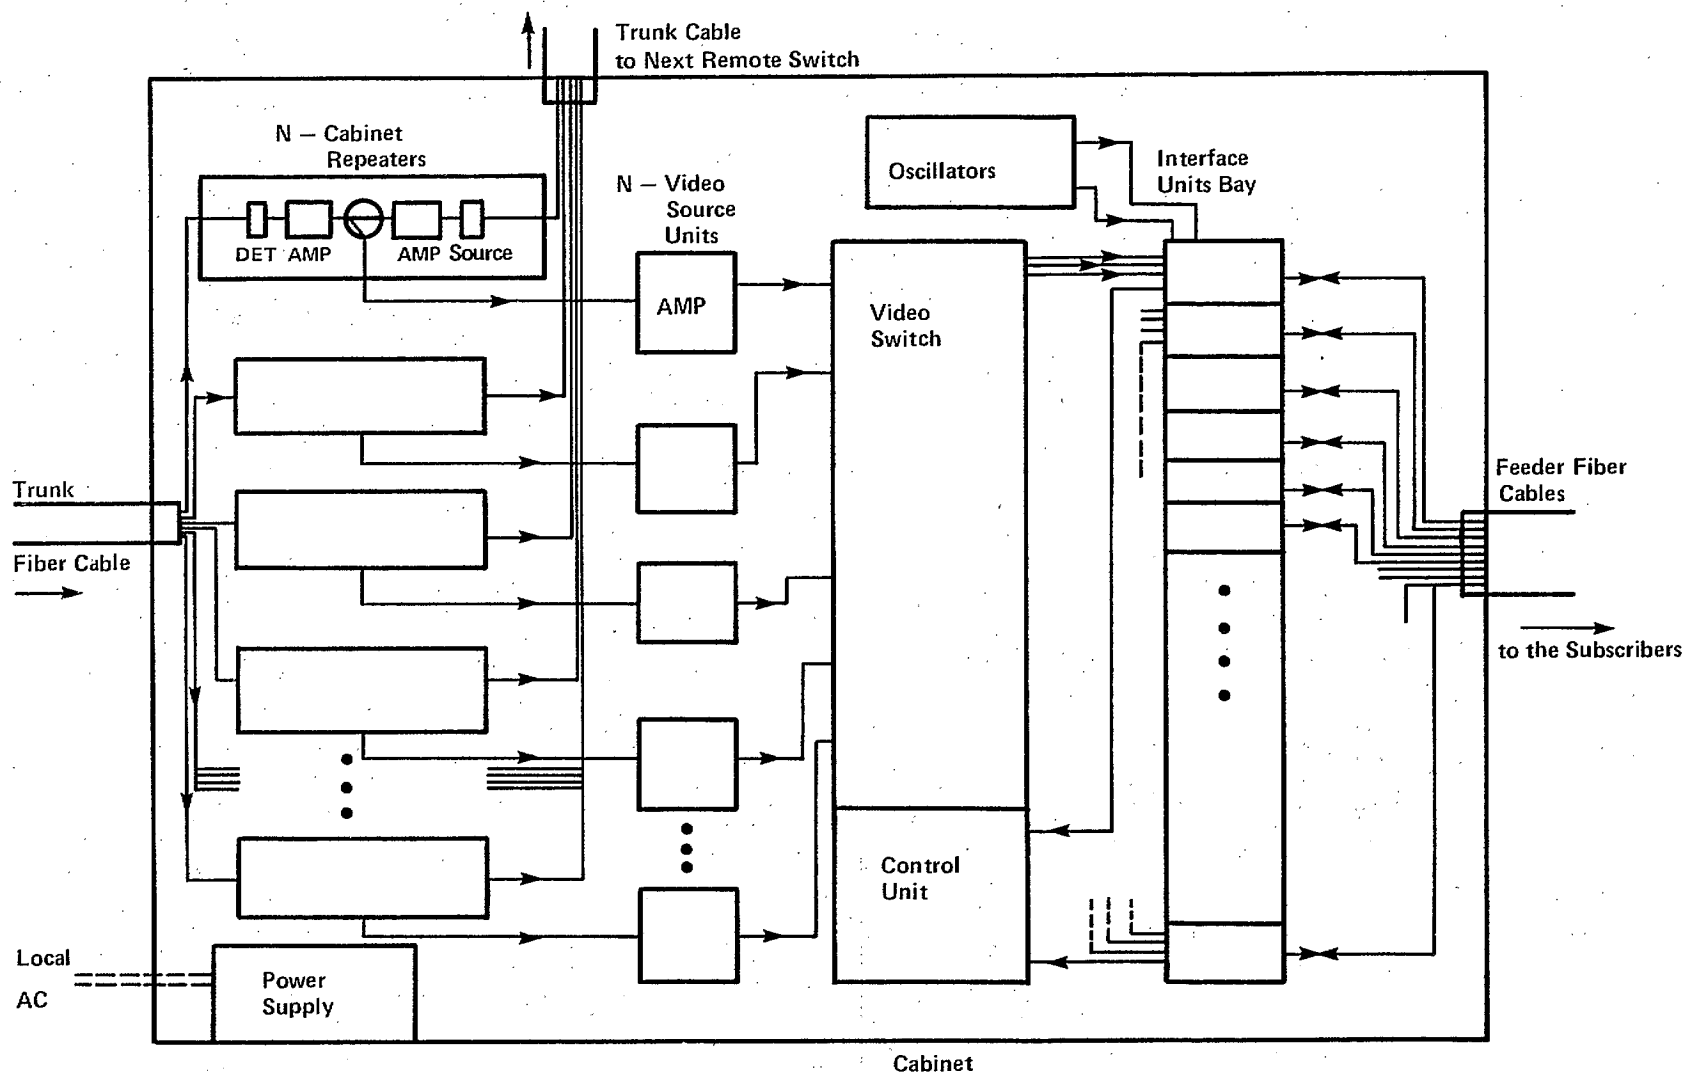 Trunk Cable
to Next Remote Switch
N – Cabinet
Repeaters
DET AMP AMP Source
N – Video
Source
Units
AMP
Oscillators
Interface
Units Bay
Video
Switch
Control
Unit
Trunk
Fiber Cable
Feeder Fiber
Cables
to the Subscribers
Local
AC
Power
Supply
Cabinet